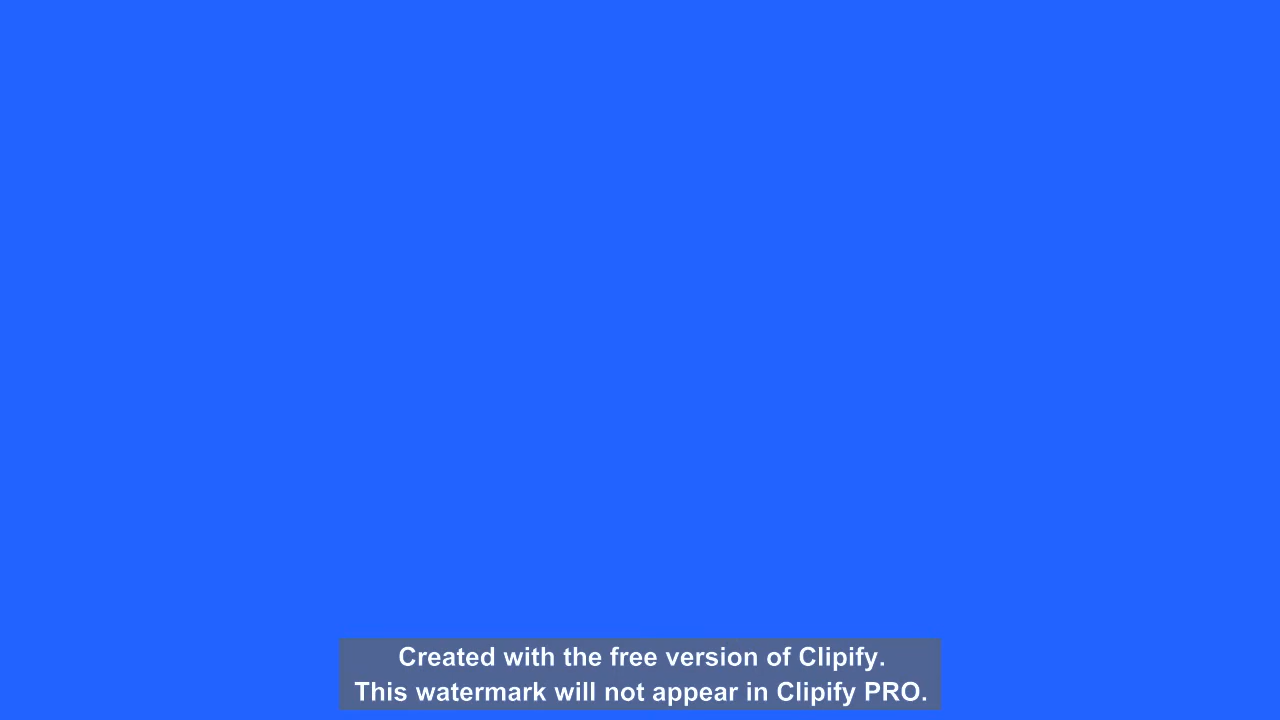 Created with the free version of Clipify.
This watermark will not appear in Clipify PRO.